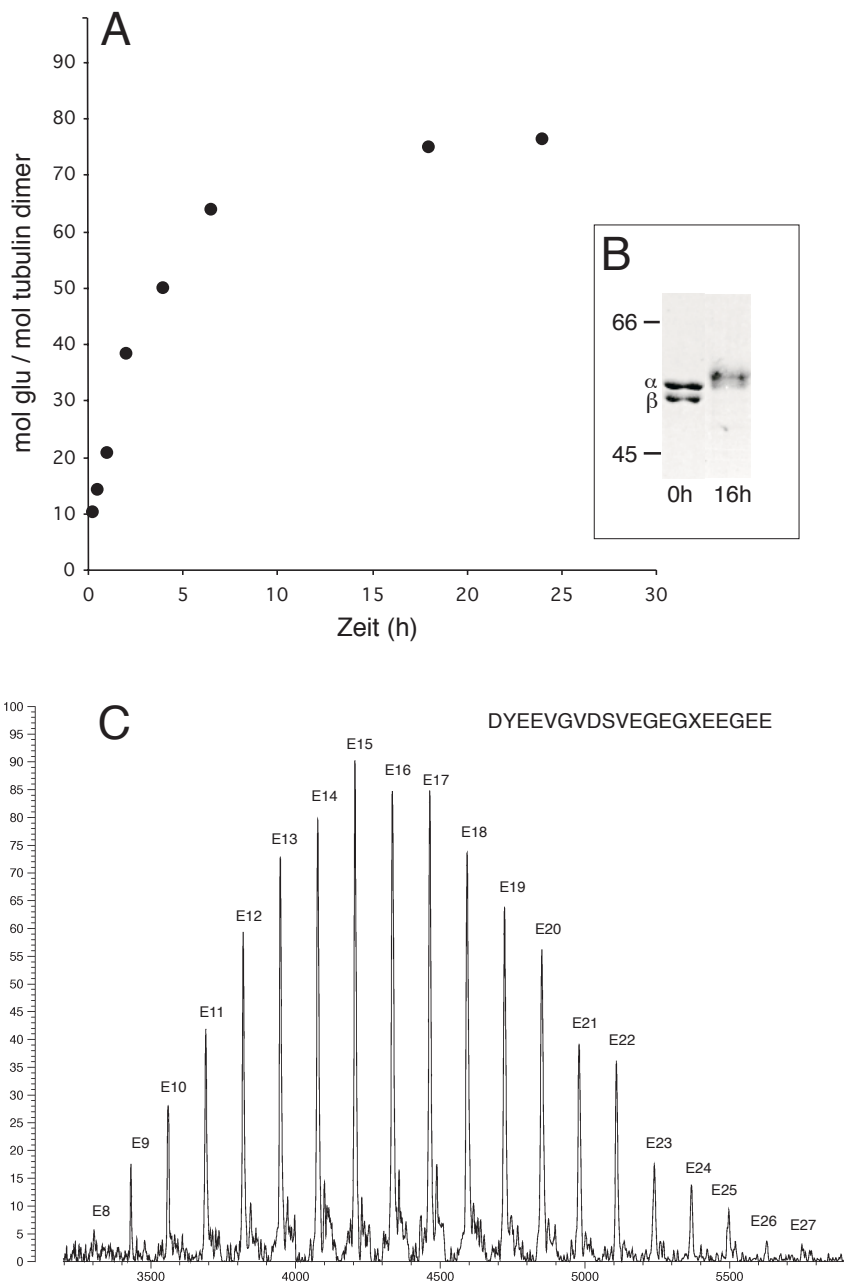 A
90
80
70
60
50
40
30
20
10
0
mol glu / mol tubulin dimer
0 5 10 15 20 25 30
Zeit (h)
B
66
α
β
45
0h 16h
C
DYEEVGVDSVEGEGXEEGEE
100
95
90
85
80
75
70
65
60
55
50
45
40
35
30
25
20
15
10
5
0
E8
E9
E10
E11
E12
E13
E14
E15
E16
E17
E18
E19
E20
E21
E22
E23
E24
E25
E26
E27
3500 4000 4500 5000 5500